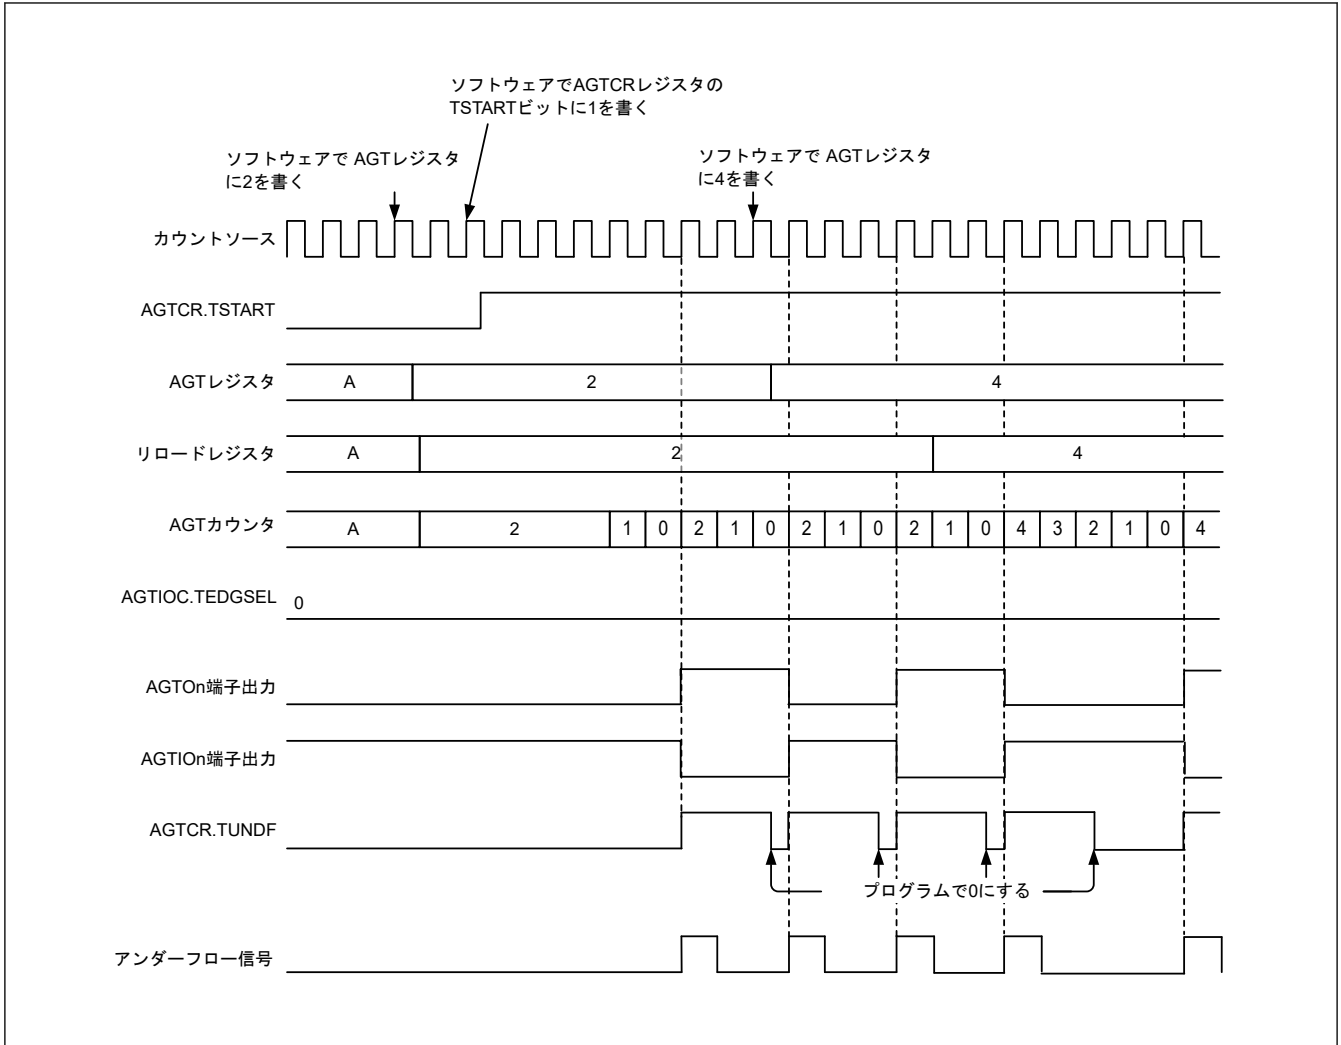 ソフトウェアでAGTCRレジスタの
TSTARTビットに1を書く
ソフトウェアで AGTレジスタ
に2を書く
ソフトウェアで AGTレジスタ
に4を書く
カウントソース
AGTCR.TSTART
AGTレジスタ A 2 4
リロードレジスタ A 2 4
AGTカウンタ A 2 1 0 2 1 0 2 1 0 2 1 0 4 3 2 1 0 4
AGTIOC.TEDGSEL 0
AGTOn端子出力
AGTIOn端子出力
AGTCR.TUNDF
プログラムで0にする
アンダーフロー信号